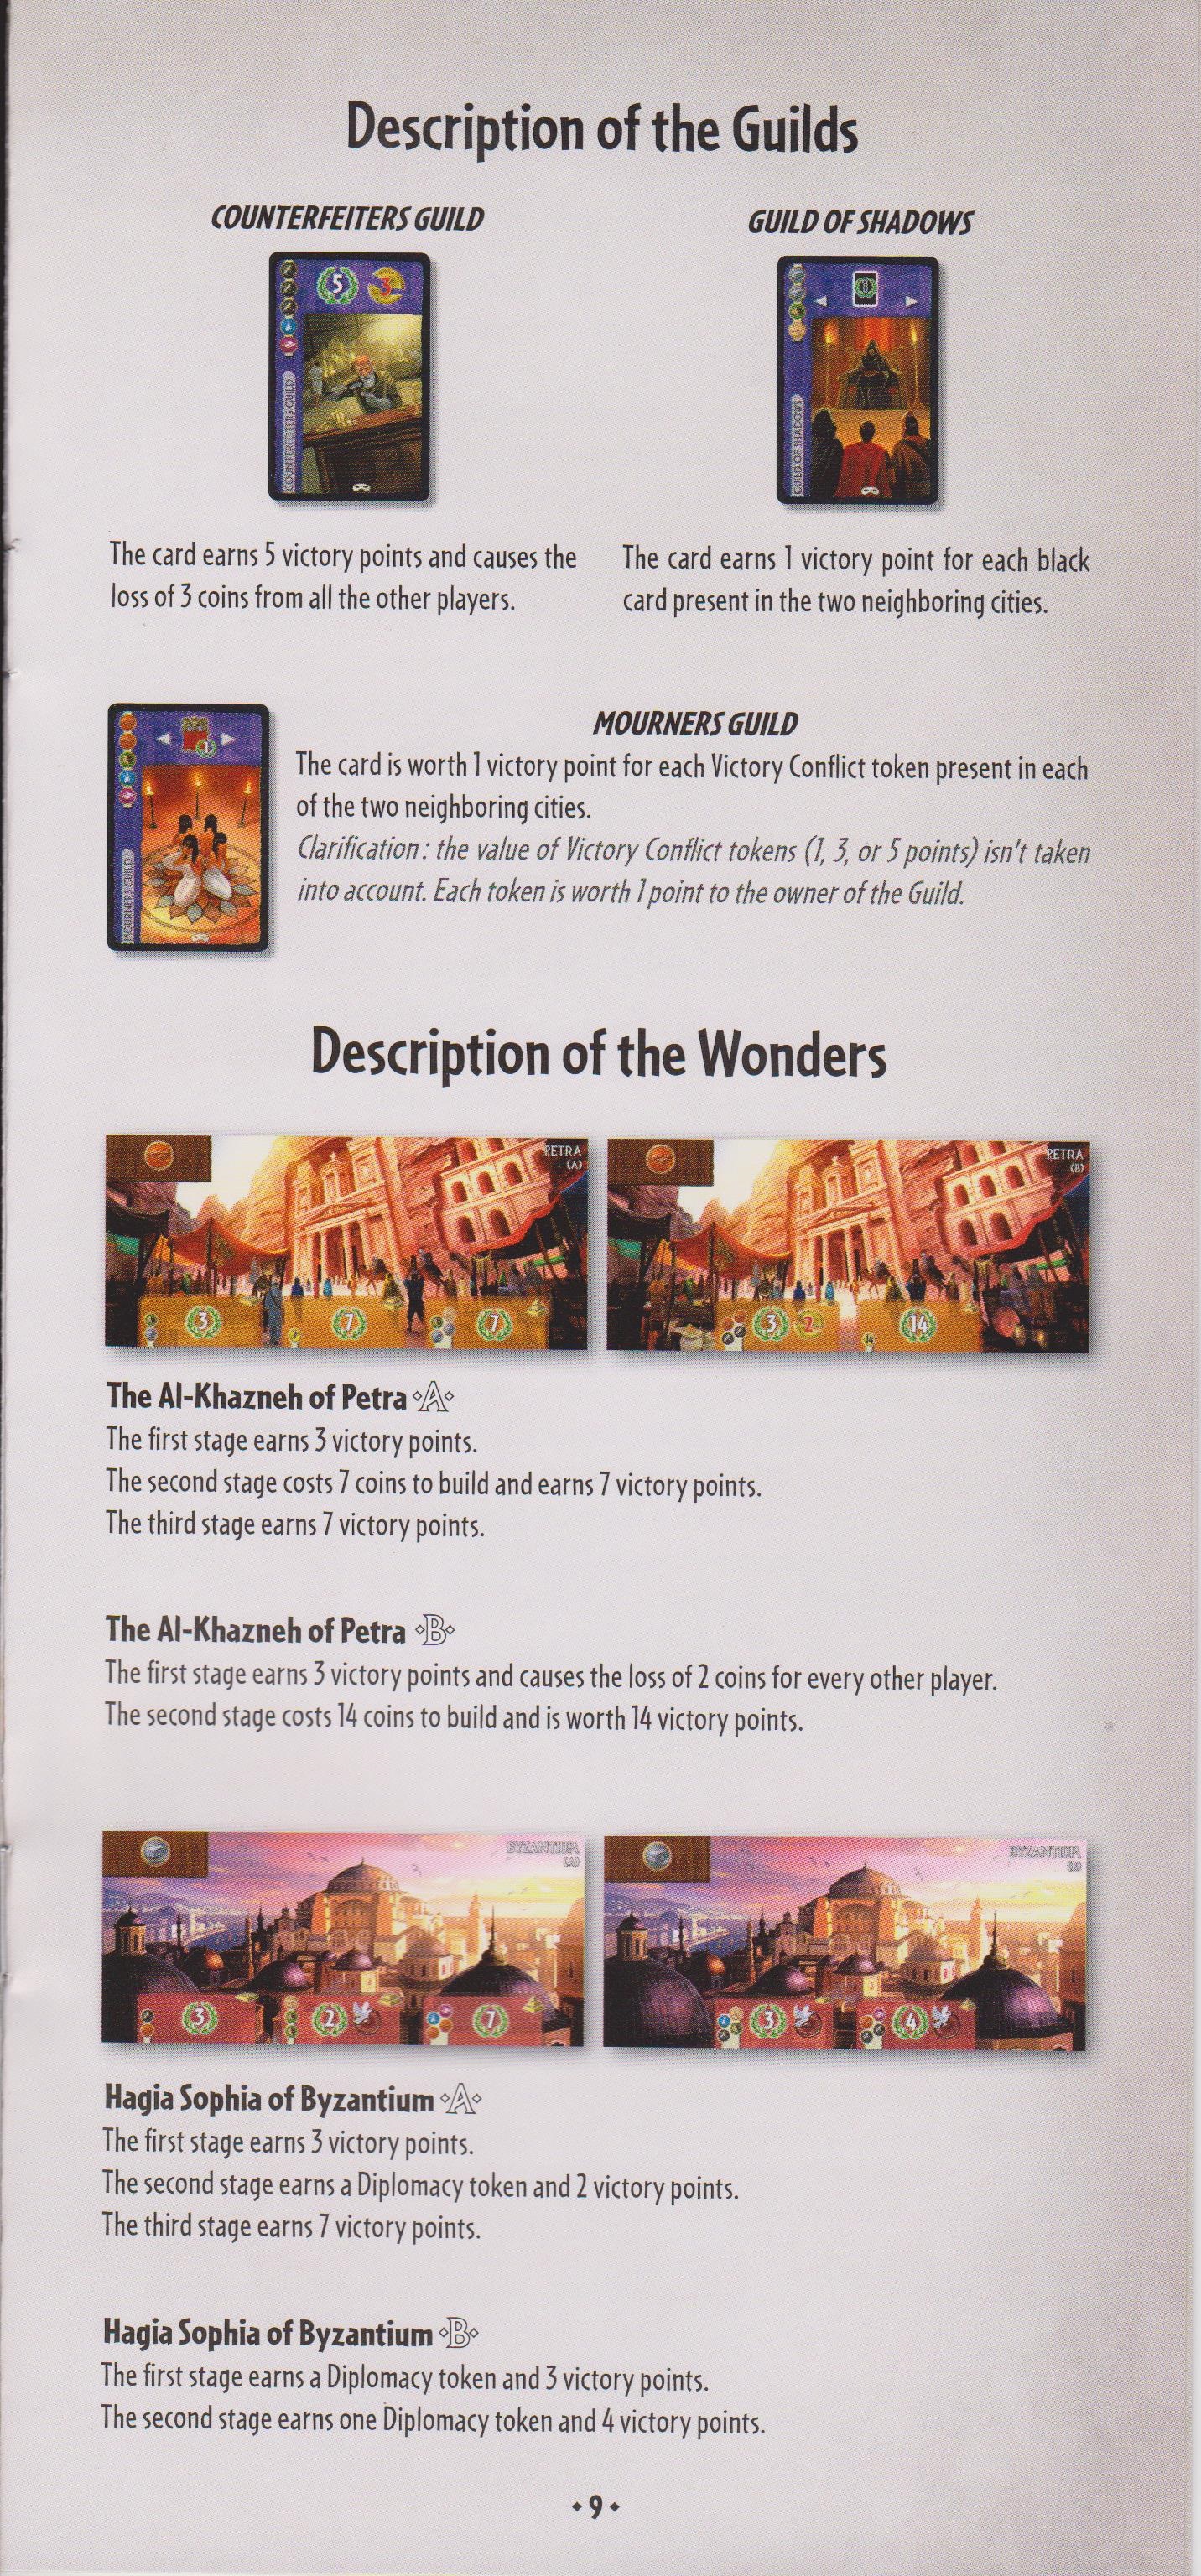 Description of the Guilds
COUNTERFEITERS GUILD
5 3
COUNTERFEITERS GUILD
The card earns 5 victory points and causes the
loss of 3 coins from all the other players.
GUILD OF SHADOWS
1
GUILD OF SHADOWS
The card earns 1 victory point for each black
card present in the two neighboring cities.
1
MOURNERS GUILD
MOURNERS GUILD
The card is worth 1 victory point for each Victory Conflict token present in each
of the two neighboring cities.
Clarification: the value of Victory Conflict tokens (1, 3, or 5 points) isn't taken
into account. Each token is worth 1 point to the owner of the Guild.
Description of the Wonders
PETRA
(A)
3 7 7 7
PETRA
(B)
3 2 14 14
The Al-Khazneh of Petra A
The first stage earns 3 victory points.
The second stage costs 7 coins to build and earns 7 victory points.
The third stage earns 7 victory points.
The Al-Khazneh of Petra B
The first stage earns 3 victory points and causes the loss of 2 coins for every other player.
The second stage costs 14 coins to build and is worth 14 victory points.
BYZANTIUM
(A)
3 2 7
BYZANTIUM
(B)
3 4
Hagia Sophia of Byzantium A
The first stage earns 3 victory points.
The second stage earns a Diplomacy token and 2 victory points.
The third stage earns 7 victory points.
Hagia Sophia of Byzantium B
The first stage earns a Diplomacy token and 3 victory points.
The second stage earns one Diplomacy token and 4 victory points.
• 9 •